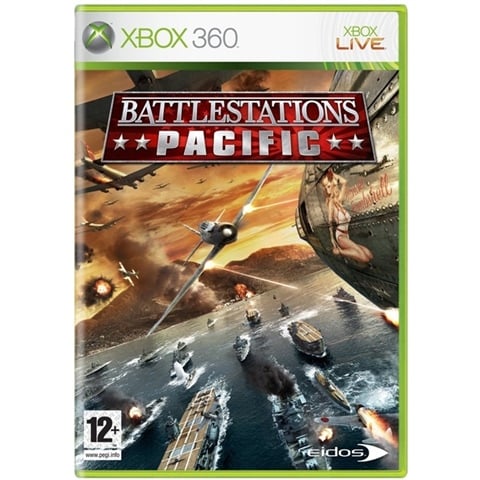 XBOX 360
XBOX
LIVE
BATTLESTATIONS
PACIFIC
12+
www.pegi.info
eidos